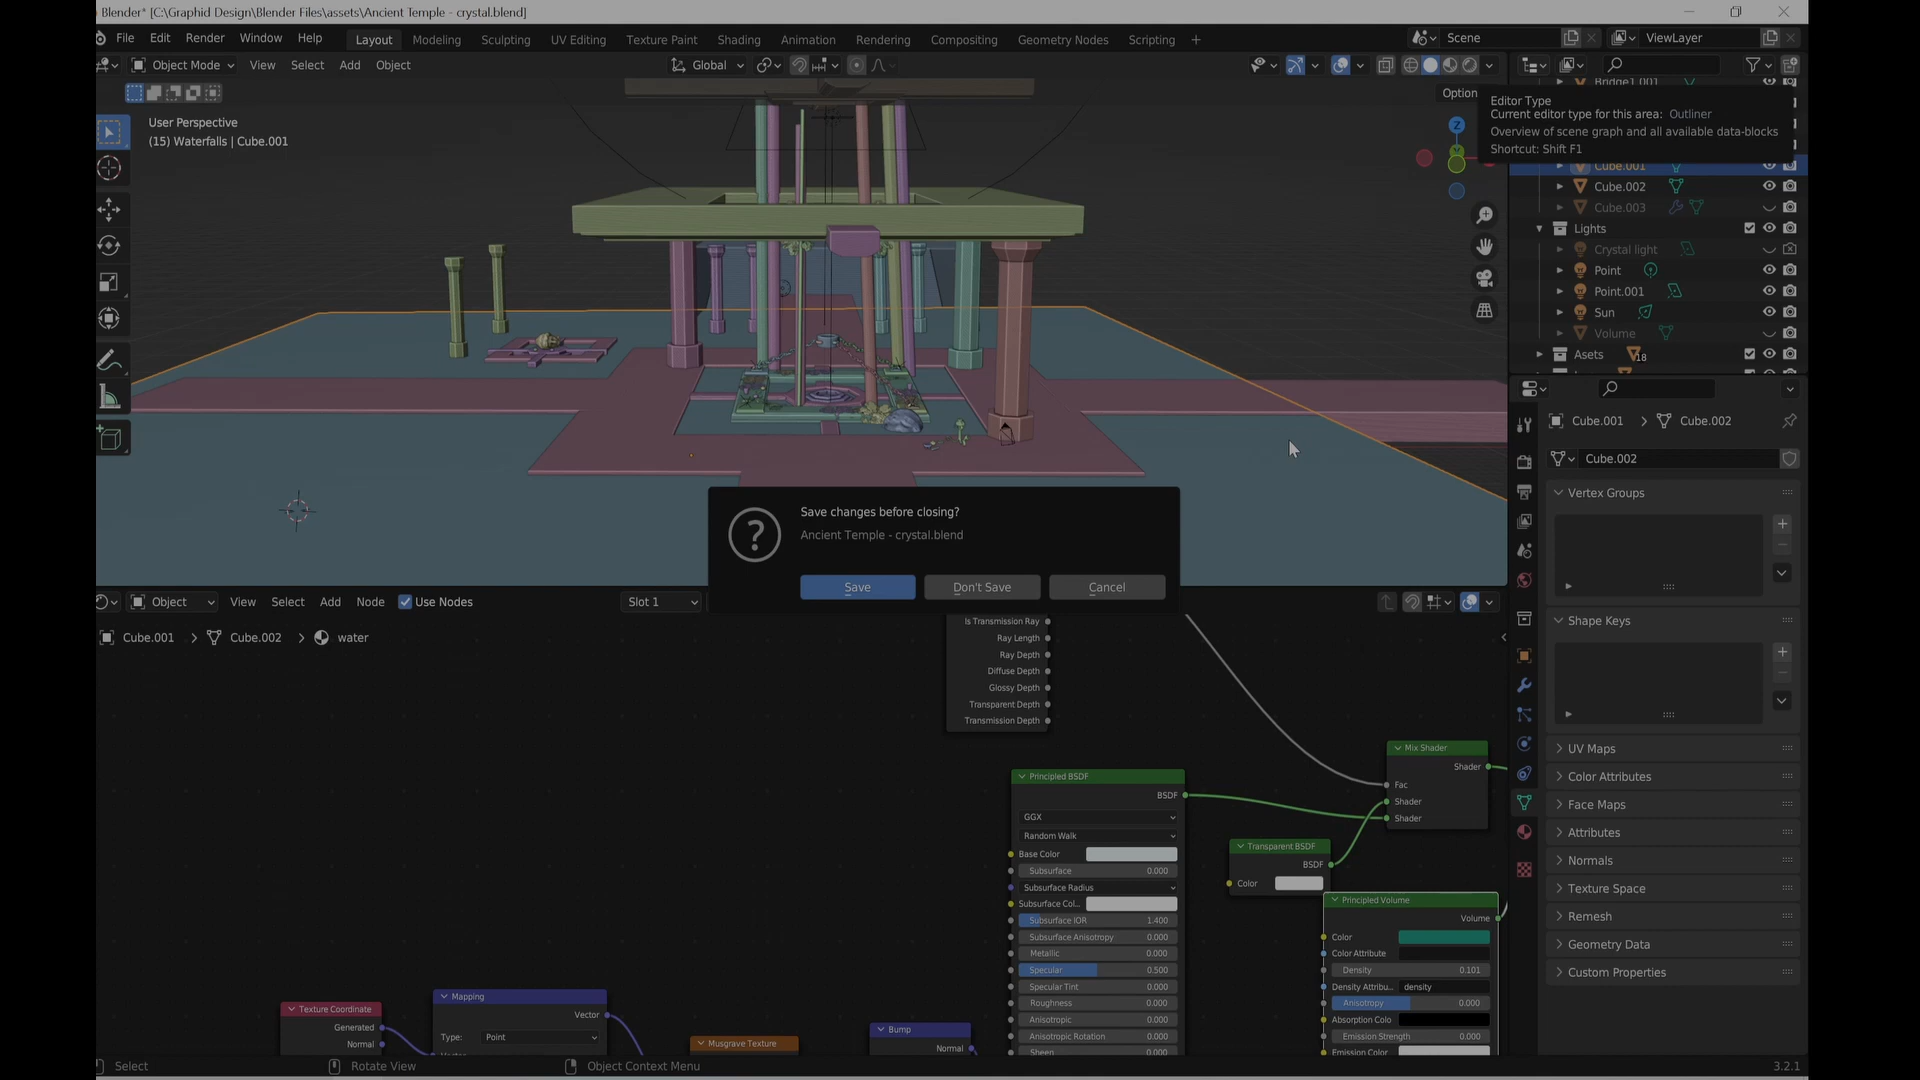 Blender* [C:\Graphid Design\Blender Files\assets\Ancient Temple - crystal.blend]
File Edit Render Window Help
Layout Modeling Sculpting UV Editing Texture Paint Shading Animation Rendering Compositing Geometry Nodes Scripting +
Scene
ViewLayer
Object Mode View Select Add Object
Global
User Perspective
(15) Waterfalls | Cube.001
Z
Editor Type
Current editor type for this area: Outliner
Overview of scene graph and all available data-blocks
Shortcut: Shift F1
Cube.001
Cube.002
Cube.003
Lights
Crystal light
Point
Point.001
Sun
Volume
Asets 18
Cube.001 > Cube.002
Cube.002
Vertex Groups
Shape Keys
UV Maps
Color Attributes
Face Maps
Attributes
Normals
Texture Space
Remesh
Geometry Data
Custom Properties
Save changes before closing?
Ancient Temple - crystal.blend
Save Don't Save Cancel
Object View Select Add Node Use Nodes Slot 1
Cube.001 > Cube.002 > water
Is Transmission Ray
Ray Length
Ray Depth
Diffuse Depth
Glossy Depth
Transparent Depth
Transmission Depth
Principled BSDF
BSDF
GGX
Random Walk
Base Color
Subsurface 0.000
Subsurface Radius
Subsurface Col..
Subsurface IOR 1.400
Subsurface Anisotropy 0.000
Metallic 0.000
Specular 0.500
Specular Tint 0.000
Roughness 0.000
Anisotropic 0.000
Anisotropic Rotation 0.000
Sheen 0.000
Mix Shader
Shader
Fac
Shader
Shader
Transparent BSDF
BSDF
Color
Principled Volume
Volume
Color
Color Attribute
Density 0.101
Density Attribu.. density
Anisotropy 0.000
Absorption Colo
Emission Strength 0.000
Emission Color
Texture Coordinate
Generated
Normal
Mapping
Vector
Type: Point
Musgrave Texture
Bump
Normal
Select Rotate View Object Context Menu 3.2.1